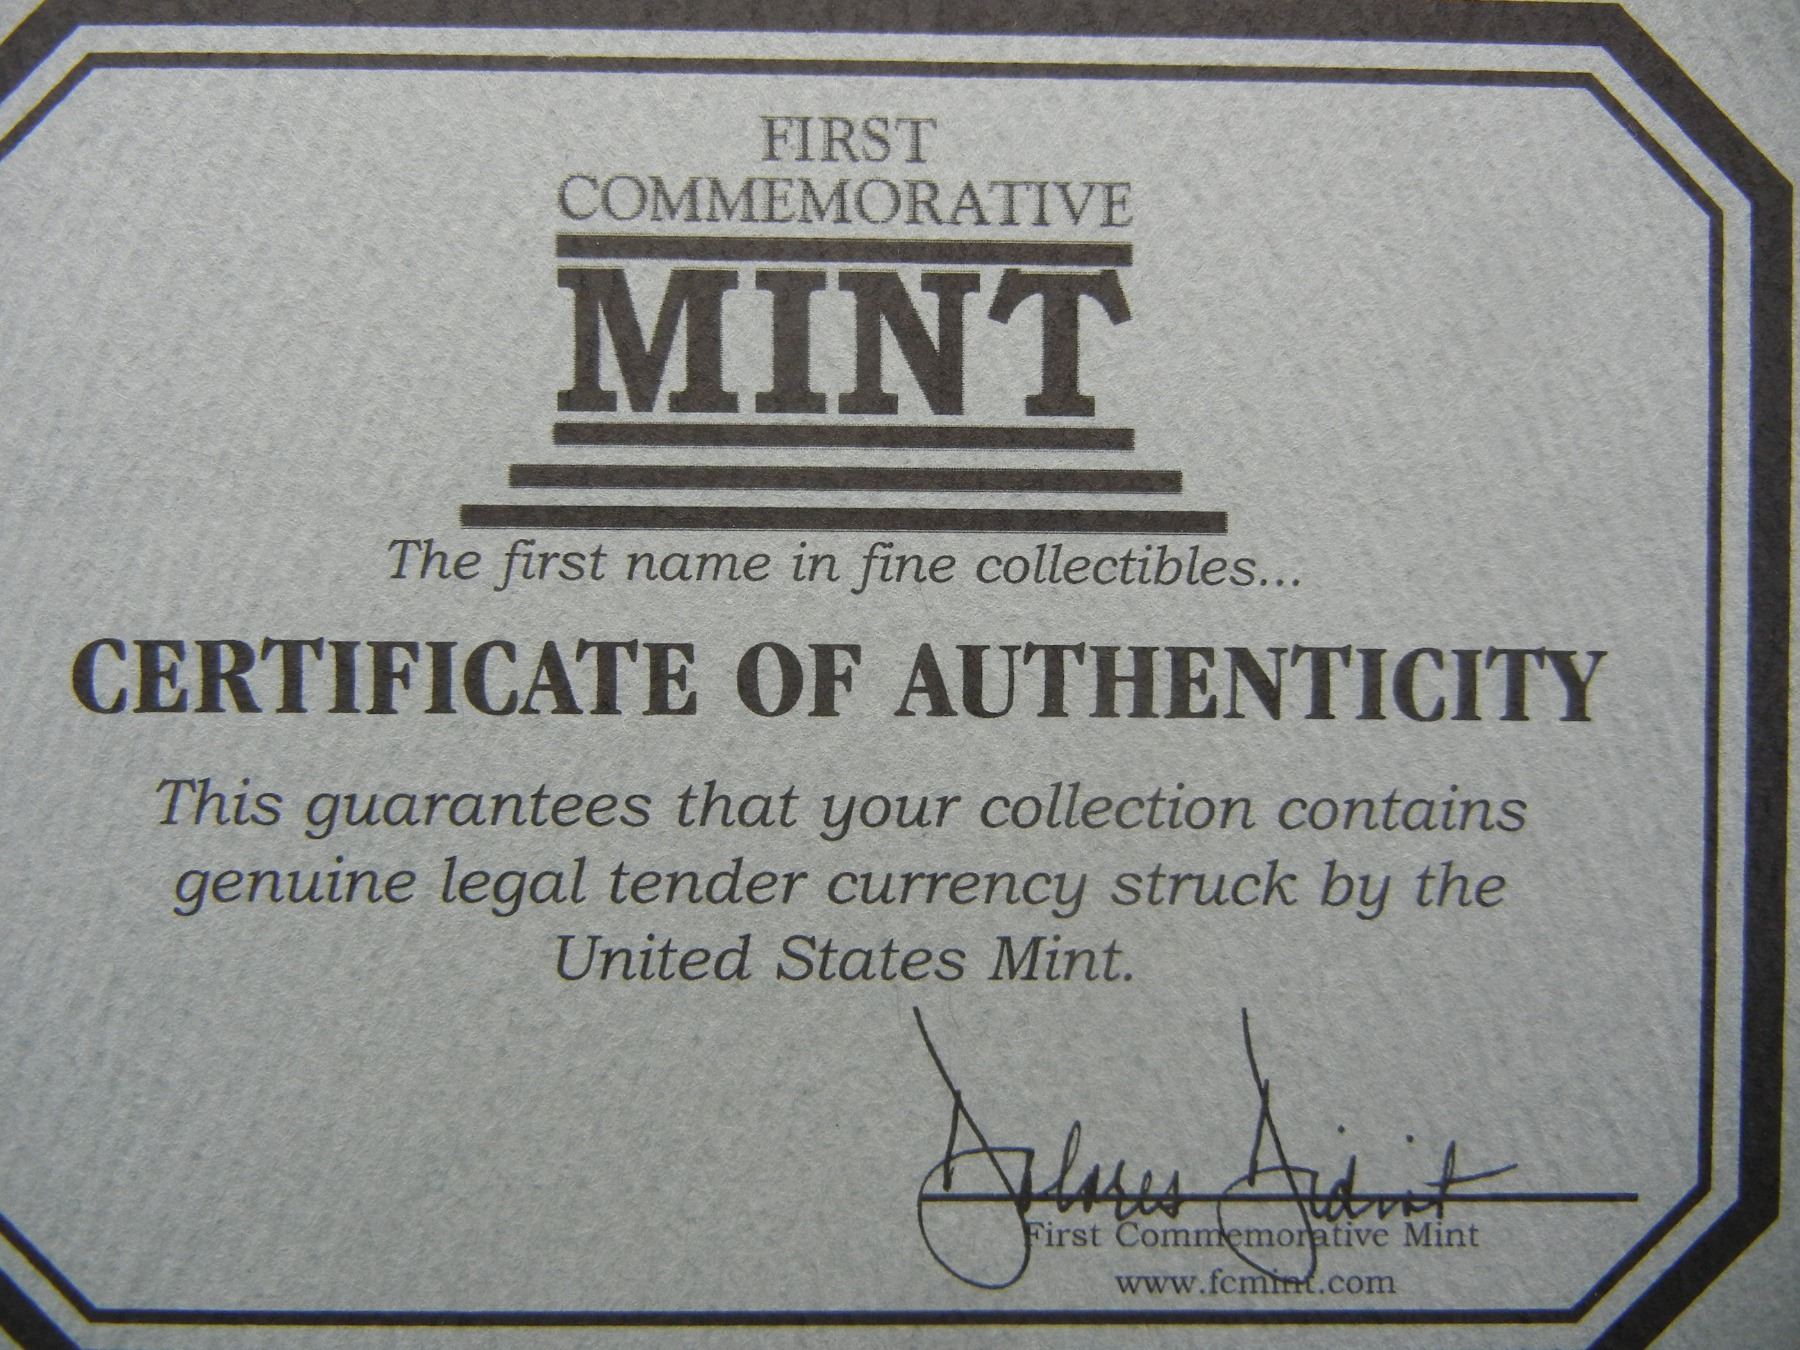 FIRST
COMMEMORATIVE
MINT
The first name in fine collectibles...
CERTIFICATE OF AUTHENTICITY
This guarantees that your collection contains
genuine legal tender currency struck by the
United States Mint.
Dolores
First Commemorative Mint
www.fcmint.com